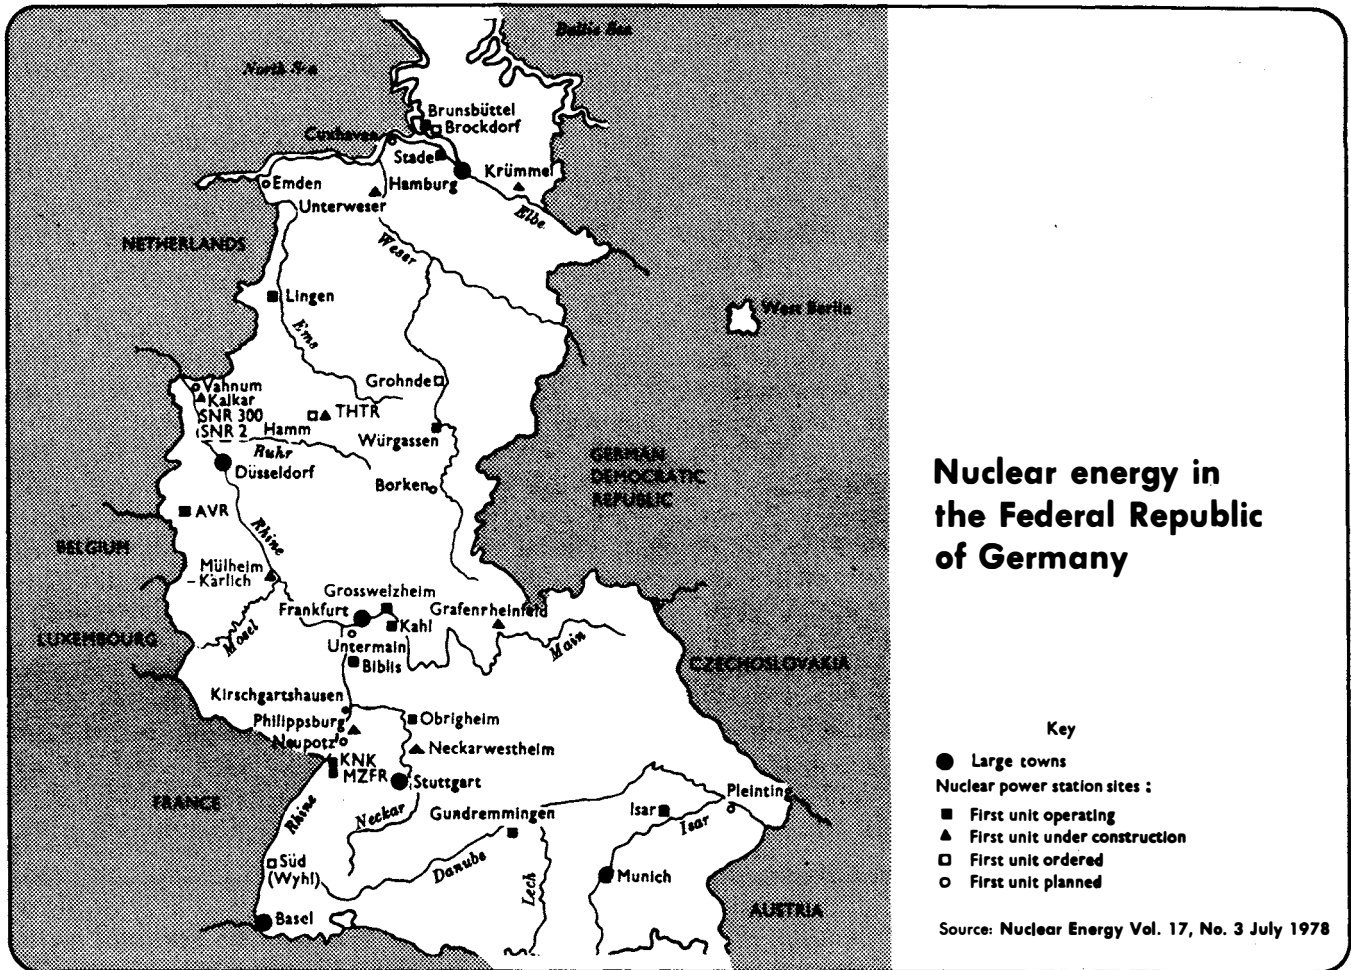 Baltic Sea
North Sea
Brunsbüttel
Brockdorf
Cuxhaven
Stade
Krümmel
Emden
Hamburg
Unterweser
Elbe
NETHERLANDS
Weser
Lingen
West Berlin
Ems
Grohnde
Vahnum
Kalkar
SNR 300
(SNR 2
THTR
Hamm
Würgassen
Ruhr
Düsseldorf
GERMAN
DEMOCRATIC
REPUBLIC
Borken
AVR
Rhine
BELGIUM
Mülheim
-Kärlich
Grosswelzheim
Frankfurt
Grafenrheinfeld
Kahl
LUXEMBOURG
Mosel
Untermain
Main
Biblis
CZECHOSLOVAKIA
Kirschgartshausen
Philippsburg
Obrigheim
Neupotz
Neckarwestheim
KNK
MZFR
Stuttgart
FRANCE
Rhine
Neckar
Gundremmingen
Isar
Isar
Pleinting
Süd
(Wyhl)
Danube
Lech
Munich
Basel
AUSTRIA
Nuclear energy in
the Federal Republic
of Germany
Key
Large towns
Nuclear power station sites :
First unit operating
First unit under construction
First unit ordered
First unit planned
Source: Nuclear Energy Vol. 17, No. 3 July 1978